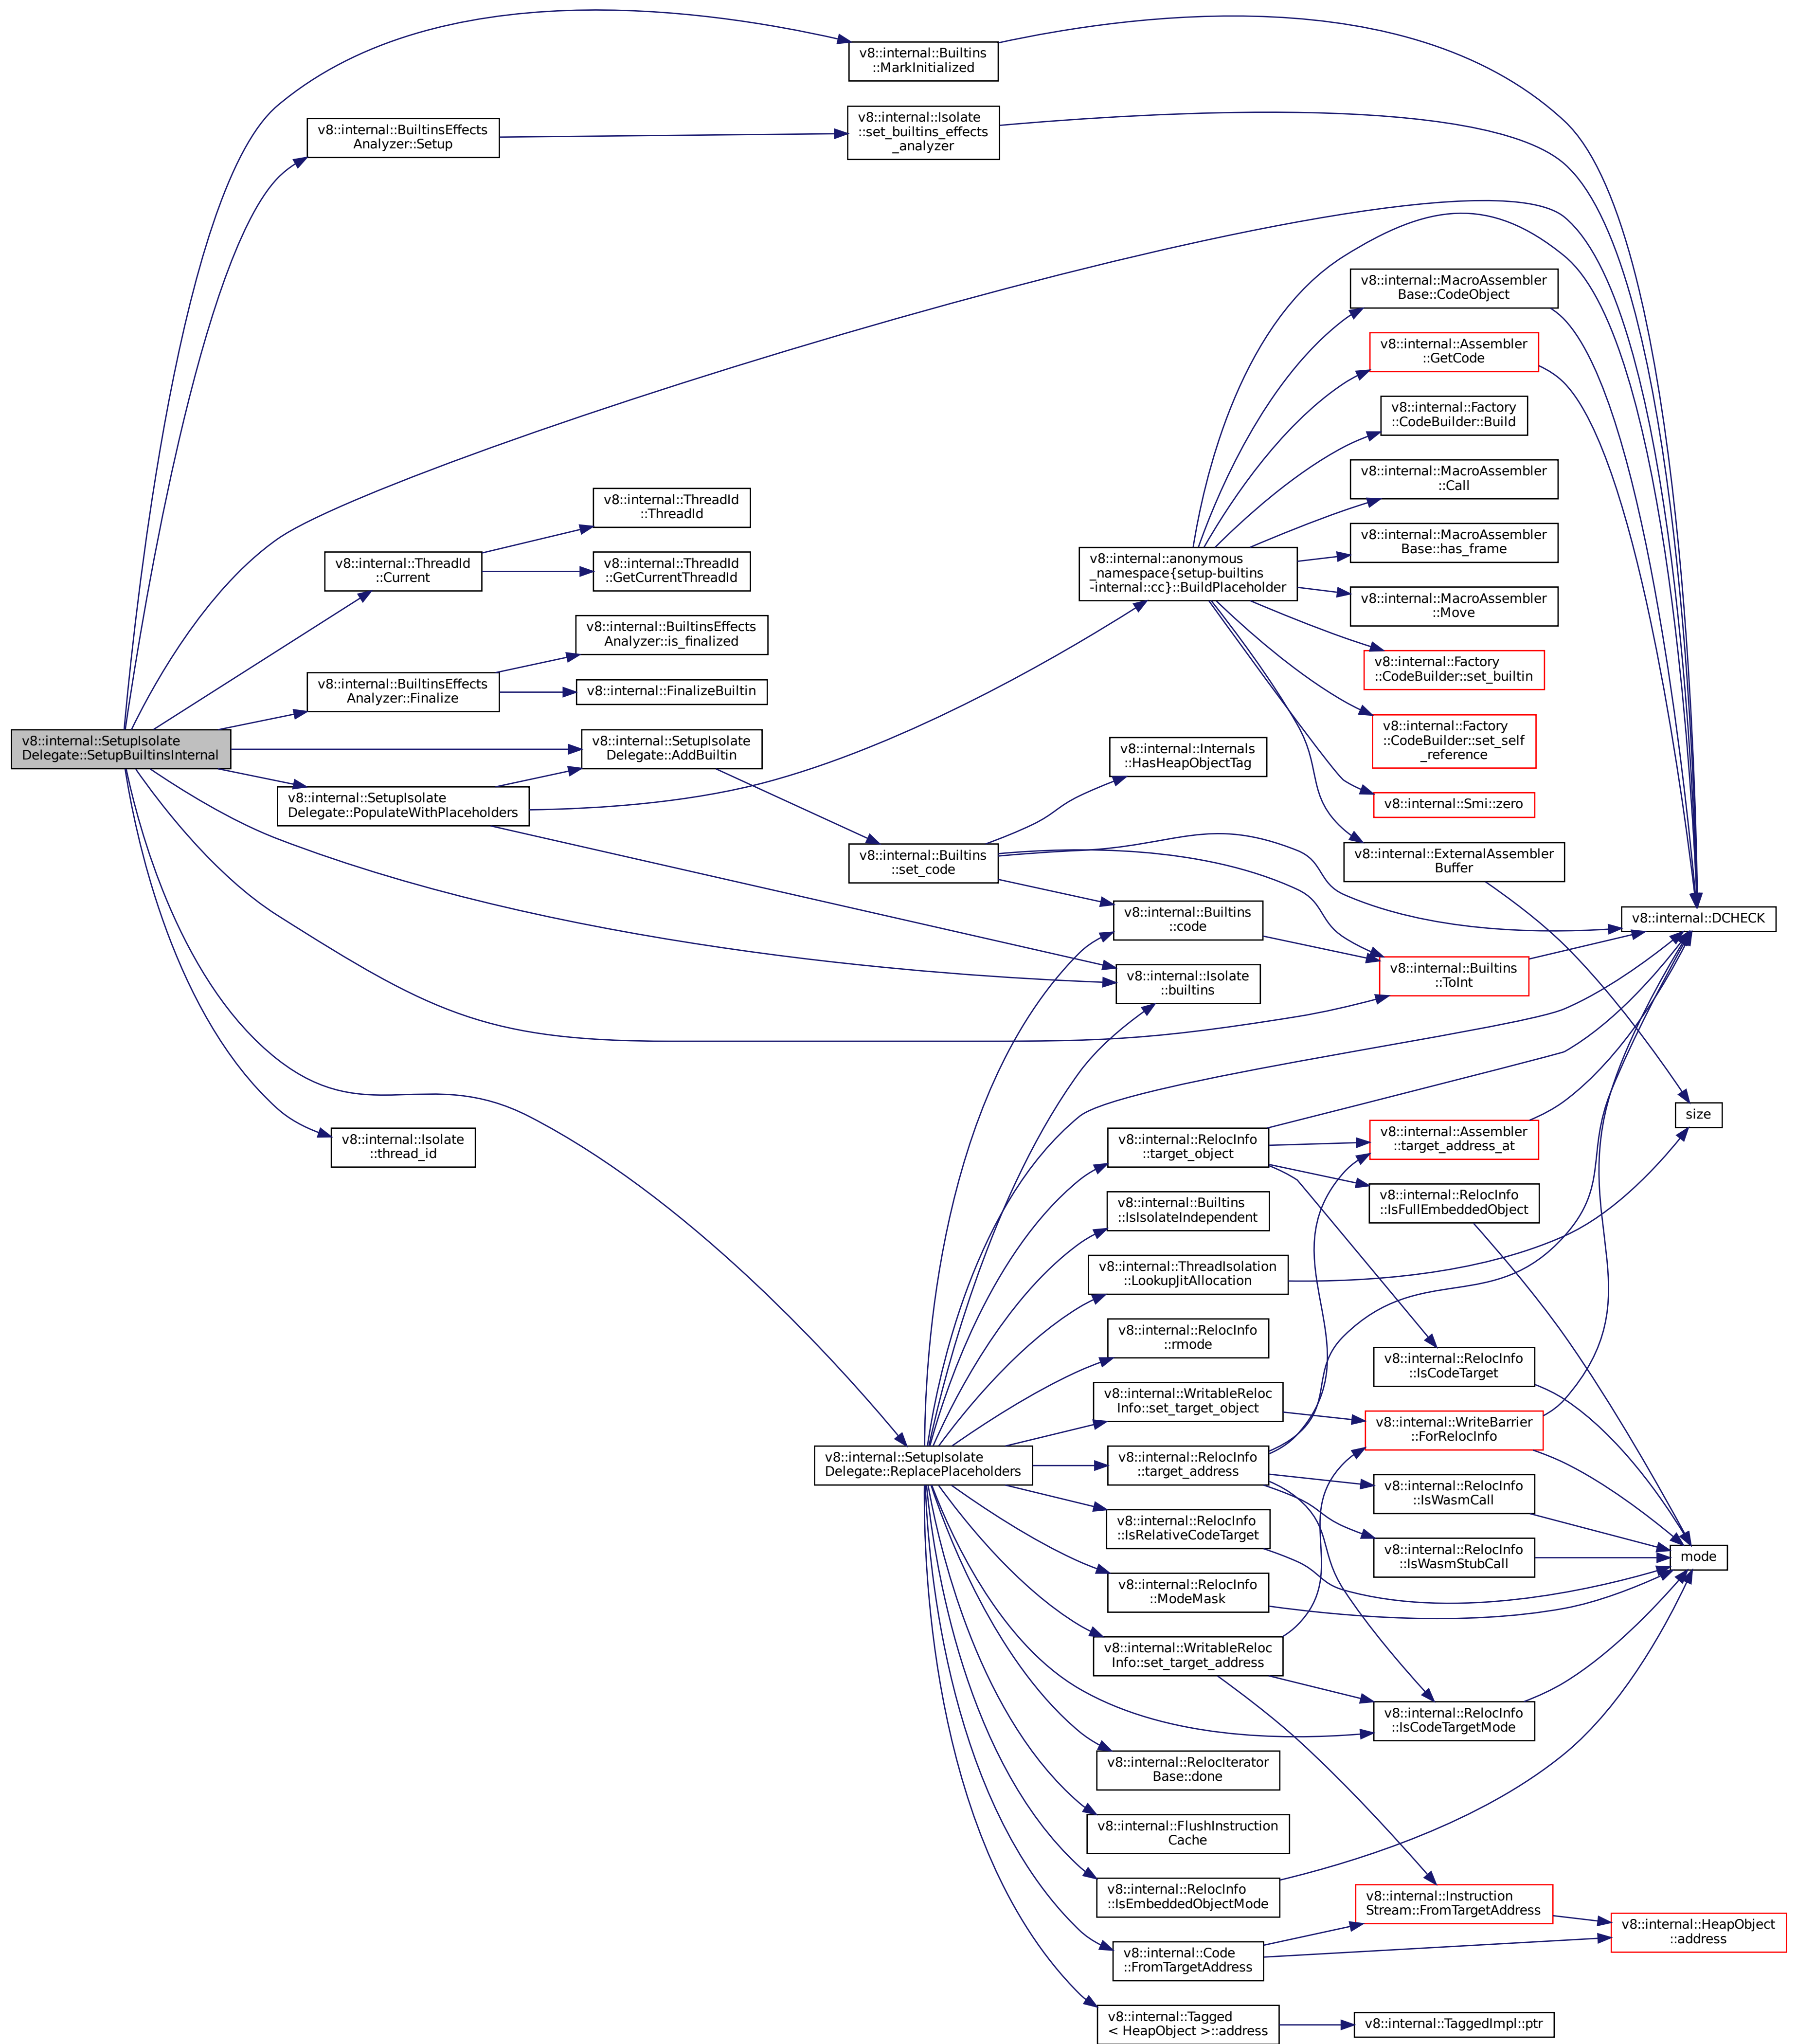 v8::internal::Builtins
::MarkInitialized
v8::internal::Isolate
::set_builtins_effects
_analyzer
v8::internal::BuiltinsEffects
Analyzer::Setup
v8::internal::MacroAssembler
Base::CodeObject
v8::internal::Assembler
::GetCode
v8::internal::Factory
::CodeBuilder::Build
v8::internal::MacroAssembler
::Call
v8::internal::ThreadId
::ThreadId
v8::internal::MacroAssembler
Base::has_frame
v8::internal::ThreadId
::Current
v8::internal::ThreadId
::GetCurrentThreadId
v8::internal::anonymous
_namespace{setup-builtins
-internal::cc}::BuildPlaceholder
v8::internal::MacroAssembler
::Move
v8::internal::BuiltinsEffects
Analyzer::is_finalized
v8::internal::Factory
::CodeBuilder::set_builtin
v8::internal::BuiltinsEffects
Analyzer::Finalize
v8::internal::FinalizeBuiltin
v8::internal::Factory
::CodeBuilder::set_self
_reference
v8::internal::SetupIsolate
Delegate::SetupBuiltinsInternal
v8::internal::SetupIsolate
Delegate::AddBuiltin
v8::internal::Internals
::HasHeapObjectTag
v8::internal::SetupIsolate
Delegate::PopulateWithPlaceholders
v8::internal::Smi::zero
v8::internal::Builtins
::set_code
v8::internal::ExternalAssembler
Buffer
v8::internal::Builtins
::code
v8::internal::DCHECK
v8::internal::Isolate
::builtins
v8::internal::Builtins
::ToInt
size
v8::internal::Isolate
::thread_id
v8::internal::RelocInfo
::target_object
v8::internal::Assembler
::target_address_at
v8::internal::Builtins
::IsIsolateIndependent
v8::internal::RelocInfo
::IsFullEmbeddedObject
v8::internal::ThreadIsolation
::LookupJitAllocation
v8::internal::RelocInfo
::rmode
v8::internal::RelocInfo
::IsCodeTarget
v8::internal::WritableReloc
Info::set_target_object
v8::internal::WriteBarrier
::ForRelocInfo
v8::internal::SetupIsolate
Delegate::ReplacePlaceholders
v8::internal::RelocInfo
::target_address
v8::internal::RelocInfo
::IsWasmCall
v8::internal::RelocInfo
::IsRelativeCodeTarget
v8::internal::RelocInfo
::IsWasmStubCall
mode
v8::internal::RelocInfo
::ModeMask
v8::internal::WritableReloc
Info::set_target_address
v8::internal::RelocInfo
::IsCodeTargetMode
v8::internal::RelocIterator
Base::done
v8::internal::FlushInstruction
Cache
v8::internal::RelocInfo
::IsEmbeddedObjectMode
v8::internal::Instruction
Stream::FromTargetAddress
v8::internal::HeapObject
::address
v8::internal::Code
::FromTargetAddress
v8::internal::Tagged
< HeapObject >::address
v8::internal::TaggedImpl::ptr